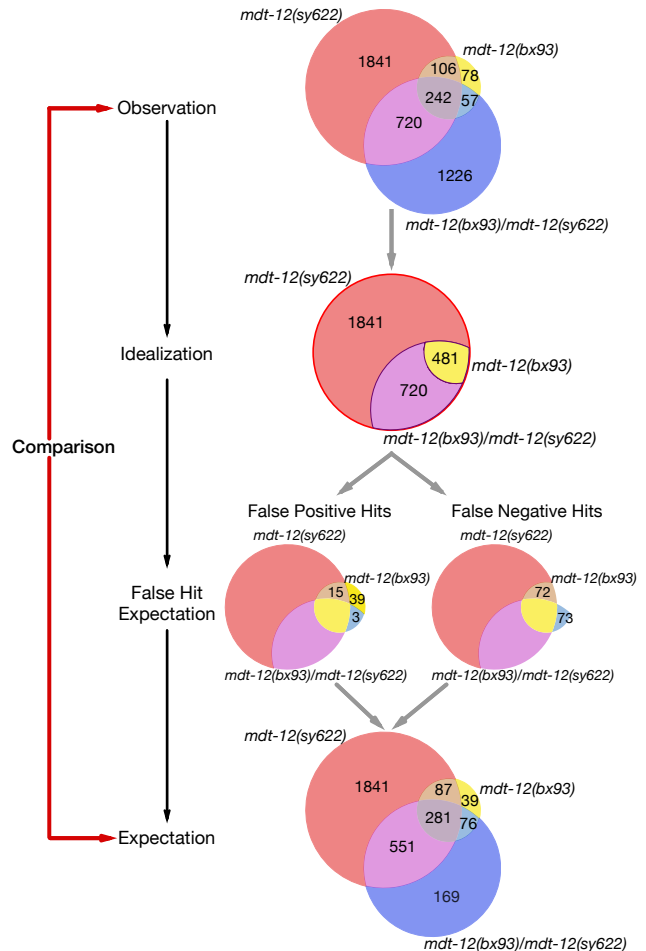 mdt-12(sy622)
mdt-12(bx93)
1841
106
78
242
57
Observation
720
1226
mdt-12(bx93)/mdt-12(sy622)
mdt-12(sy622)
1841
Idealization
481
mdt-12(bx93)
720
mdt-12(bx93)/mdt-12(sy622)
Comparison
False Positive Hits
False Negative Hits
mdt-12(sy622)
mdt-12(sy622)
mdt-12(bx93)
mdt-12(bx93)
15
39
3
72
73
False Hit
Expectation
mdt-12(bx93)/mdt-12(sy622)
mdt-12(bx93)/mdt-12(sy622)
mdt-12(sy622)
1841
87
39
mdt-12(bx93)
281
76
Expectation
551
169
mdt-12(bx93)/mdt-12(sy622)